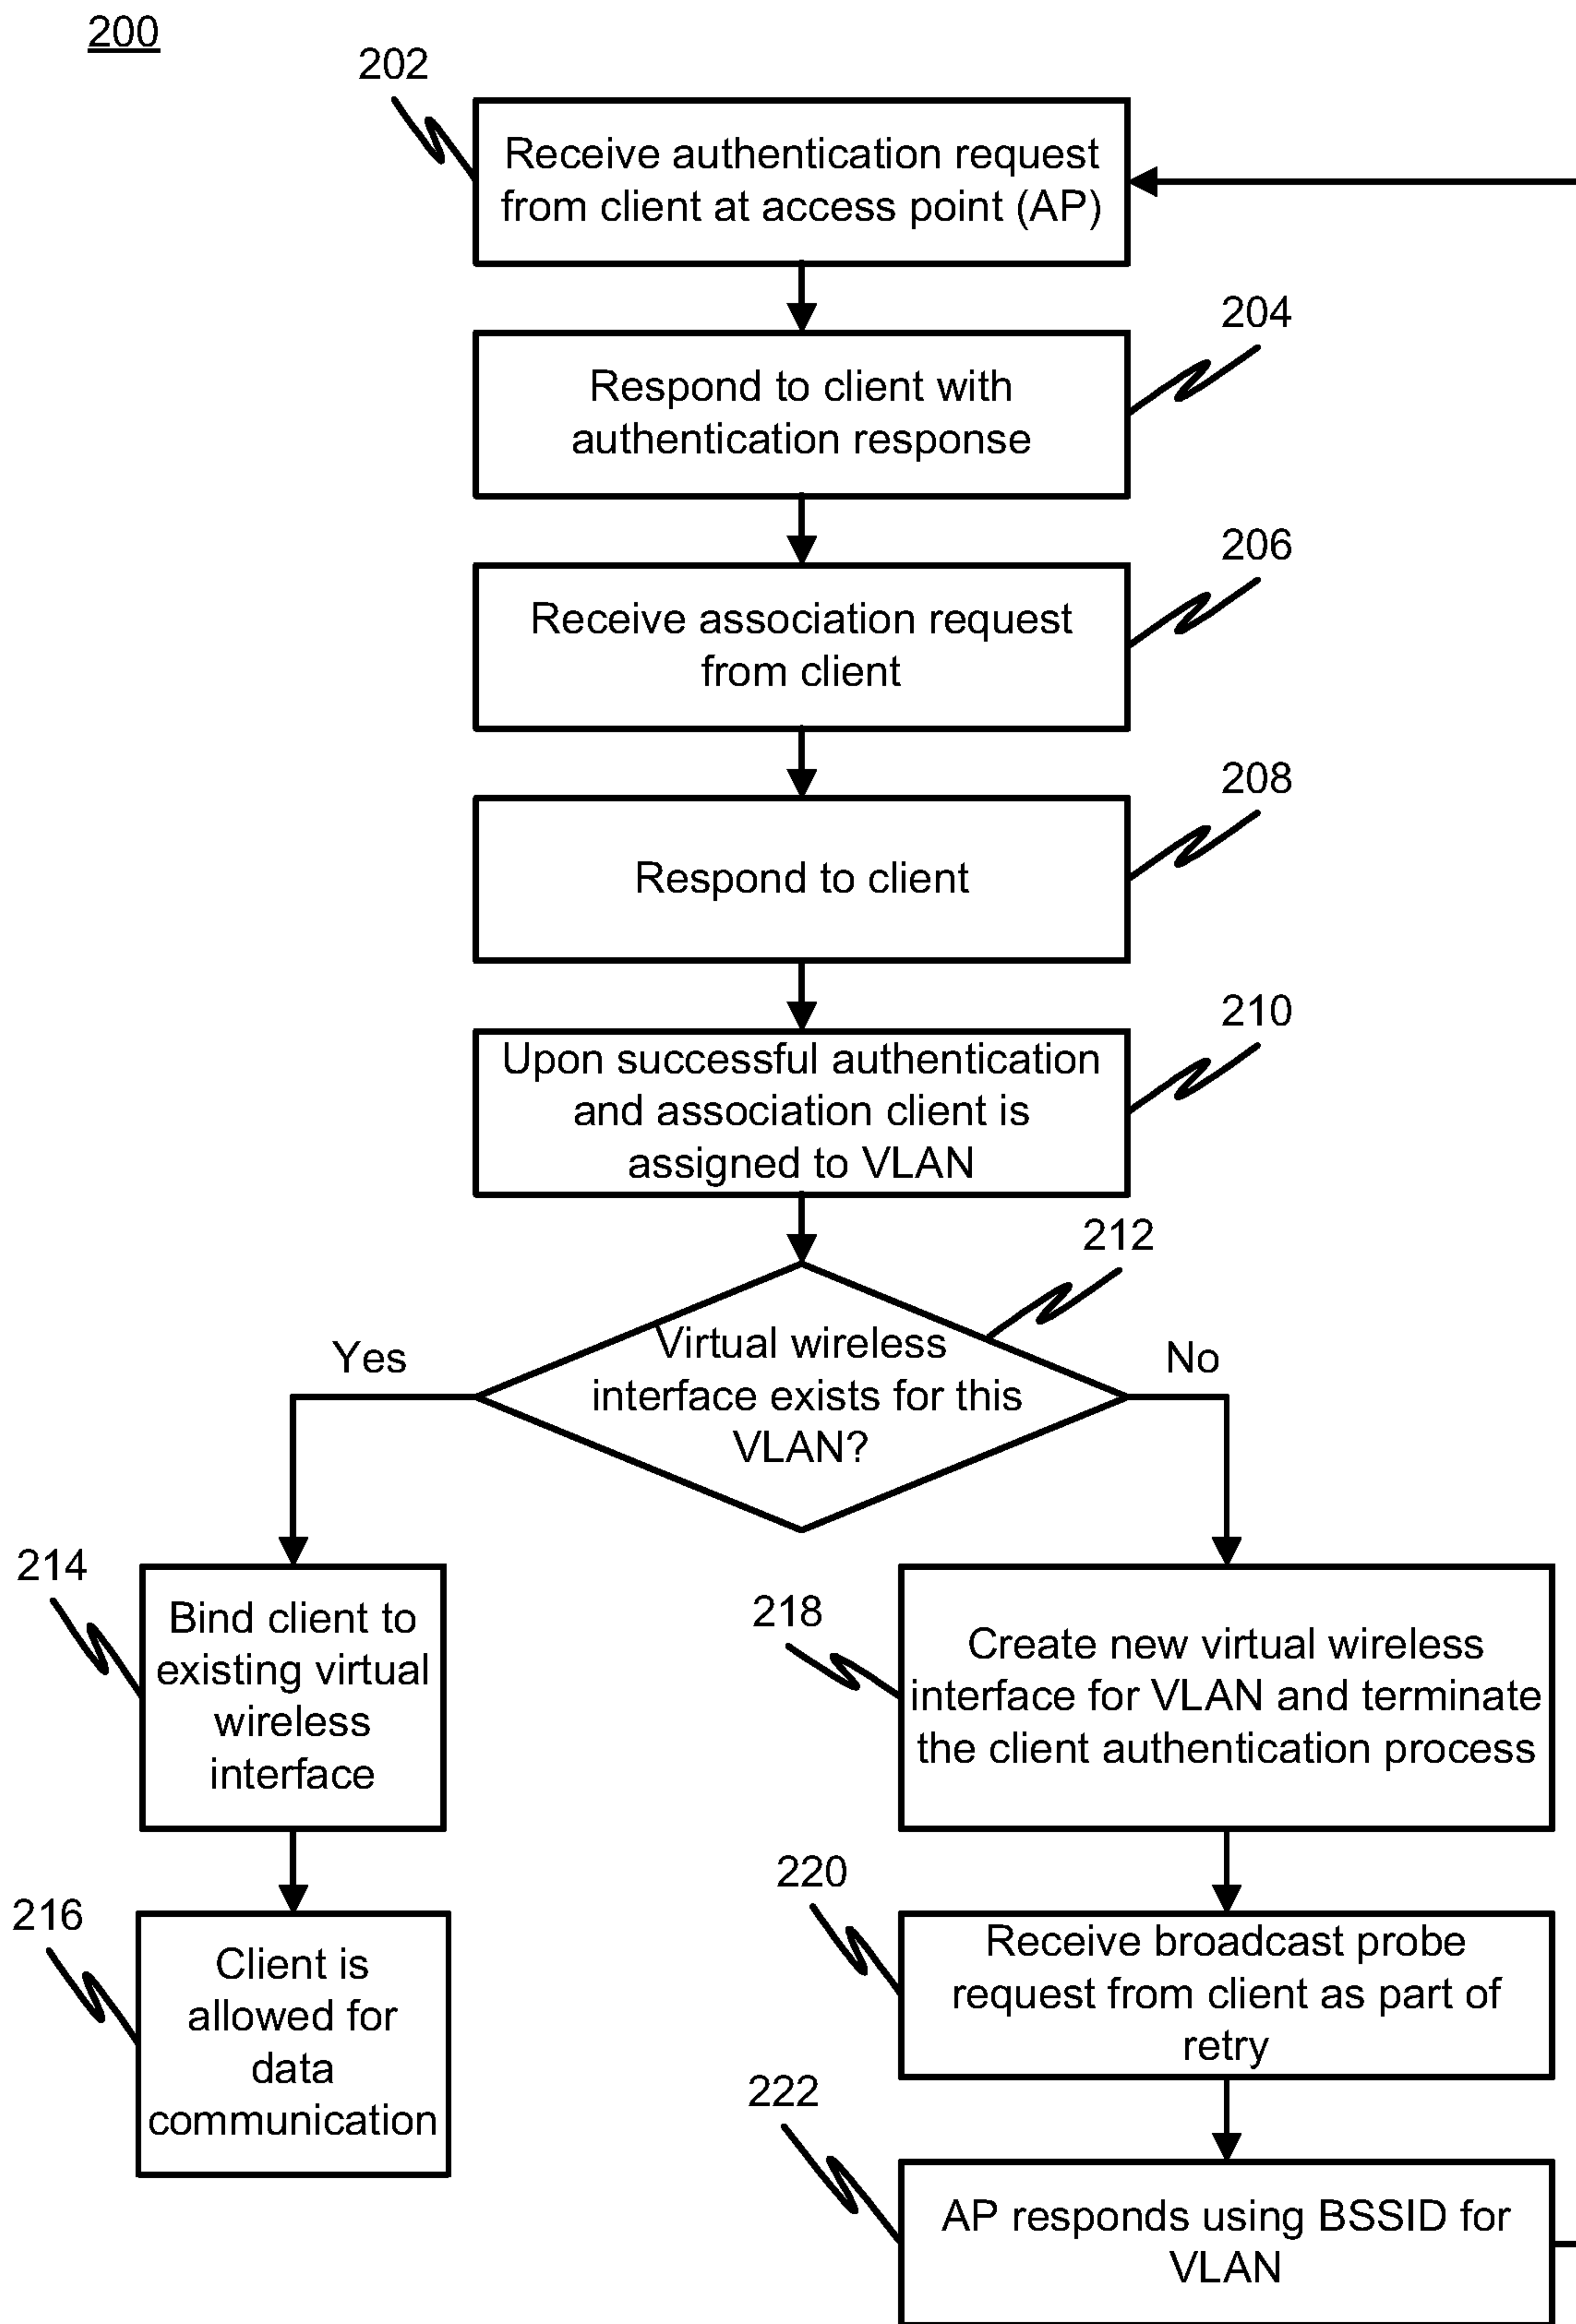 200
202
Receive authentication request
from client at access point (AP)
204
Respond to client with
authentication response
206
Receive association request
from client
208
Respond to client
210
Upon successful authentication
and association client is
assigned to VLAN
212
Virtual wireless
interface exists for this
VLAN?
Yes
No
214
Bind client to
existing virtual
wireless
interface
216
Client is
allowed for
data
communication
218
Create new virtual wireless
interface for VLAN and terminate
the client authentication process
220
Receive broadcast probe
request from client as part of
retry
222
AP responds using BSSID for
VLAN